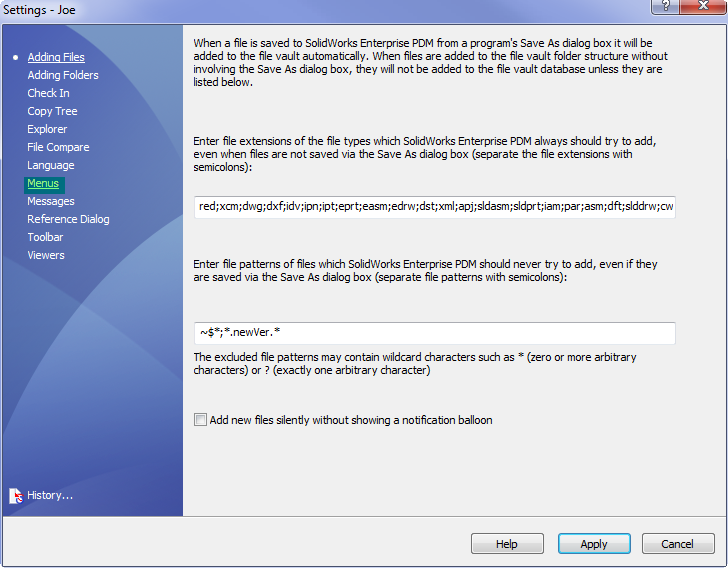 Settings - Joe
?
Adding Files
Adding Folders
Check In
Copy Tree
Explorer
File Compare
Language
Menus
Messages
Reference Dialog
Toolbar
Viewers
History...
When a file is saved to SolidWorks Enterprise PDM from a program's Save As dialog box it will be
added to the file vault automatically. When files are added to the file vault folder structure without
involving the Save As dialog box, they will not be added to the file vault database unless they are
listed below.
Enter file extensions of the file types which SolidWorks Enterprise PDM always should try to add,
even when files are not saved via the Save As dialog box (separate the file extensions with
semicolons):
red;xcm;dwg;dxf;idv;ipn;ipt;eprt;easm;edrw;dst;xml;apj;sldasm;sldprt;iam;par;asm;dft;slddrw;cw
Enter file patterns of files which SolidWorks Enterprise PDM should never try to add, even if they
are saved via the Save As dialog box (separate file patterns with semicolons):
~$*;*.newVer.*
The excluded file patterns may contain wildcard characters such as * (zero or more arbitrary
characters) or ? (exactly one arbitrary character)
Add new files silently without showing a notification balloon
Help
Apply
Cancel